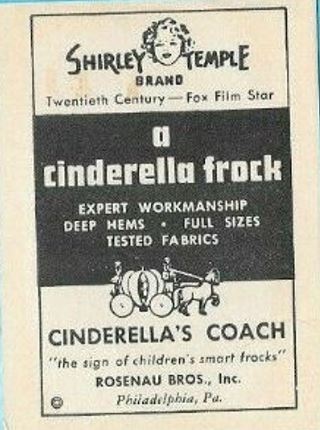 SHIRLEY TEMPLE
BRAND
Twentieth Century — Fox Film Star
a
cinderella frock
EXPERT WORKMANSHIP
DEEP HEMS • FULL SIZES
TESTED FABRICS
CINDERELLA'S COACH
"the sign of children's smart frocks"
ROSENAU BROS., Inc.
© Philadelphia, Pa.